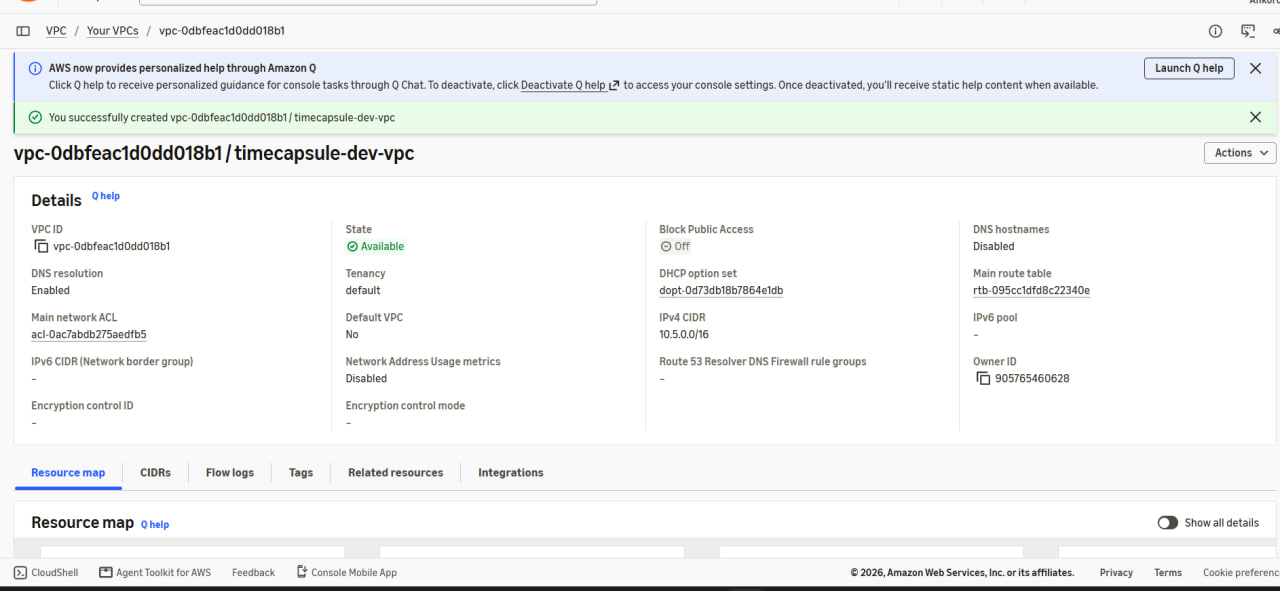 VPC / Your VPCs / vpc-0dbfeac1d0dd018b1
AWS now provides personalized help through Amazon Q
Launch Q help
Click Q help to receive personalized guidance for console tasks through Q Chat. To deactivate, click Deactivate Q help to access your console settings. Once deactivated, you'll receive static help content when available.
You successfully created vpc-0dbfeac1d0dd018b1 / timecapsule-dev-vpc
vpc-0dbfeac1d0dd018b1 / timecapsule-dev-vpc
Actions
Details Q help
VPC ID
vpc-0dbfeac1d0dd018b1
State
Available
Block Public Access
Off
DNS hostnames
Disabled
DNS resolution
Enabled
Tenancy
default
DHCP option set
dopt-0d73db18b7864e1db
Main route table
rtb-095cc1dfd8c22340e
Main network ACL
acl-0ac7abdb275aedfb5
Default VPC
No
IPv4 CIDR
10.5.0.0/16
IPv6 pool
–
IPv6 CIDR (Network border group)
–
Network Address Usage metrics
Disabled
Route 53 Resolver DNS Firewall rule groups
–
Owner ID
905765460628
Encryption control ID
–
Encryption control mode
–
Resource map CIDRs Flow logs Tags Related resources Integrations
Resource map Q help
Show all details
CloudShell Agent Toolkit for AWS Feedback Console Mobile App © 2026, Amazon Web Services, Inc. or its affiliates. Privacy Terms Cookie preferenc